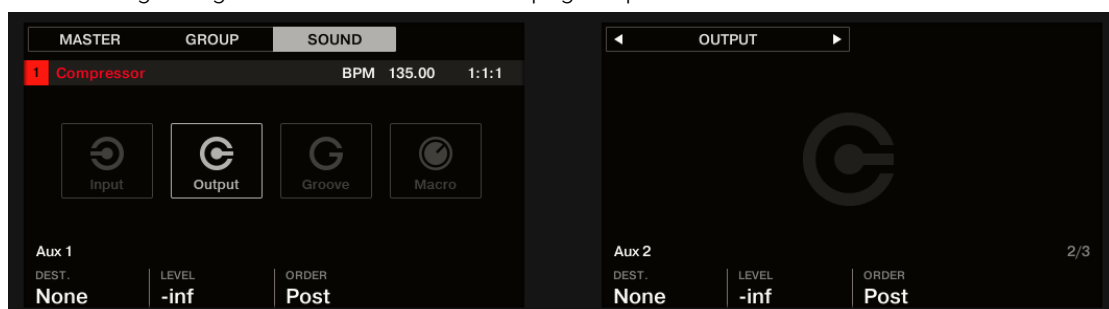 MASTER GROUP SOUND
1 Compressor BPM 135.00 1:1:1
Input Output Groove Macro
Aux 1
DEST. LEVEL ORDER
None -inf Post
OUTPUT
Aux 2 2/3
DEST. LEVEL ORDER
None -inf Post